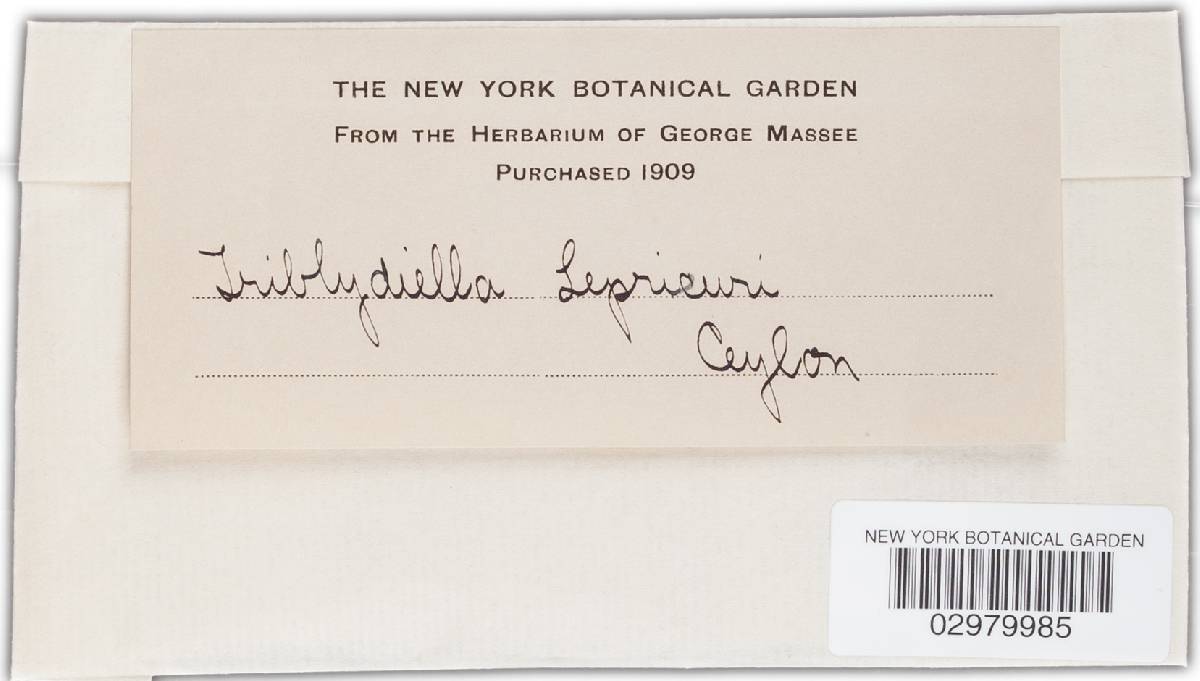 THE NEW YORK BOTANICAL GARDEN
FROM THE HERBARIUM OF GEORGE MASSEE
PURCHASED 1909
Triblydiella Lepricuri
Ceylon
NEW YORK BOTANICAL GARDEN
02979985